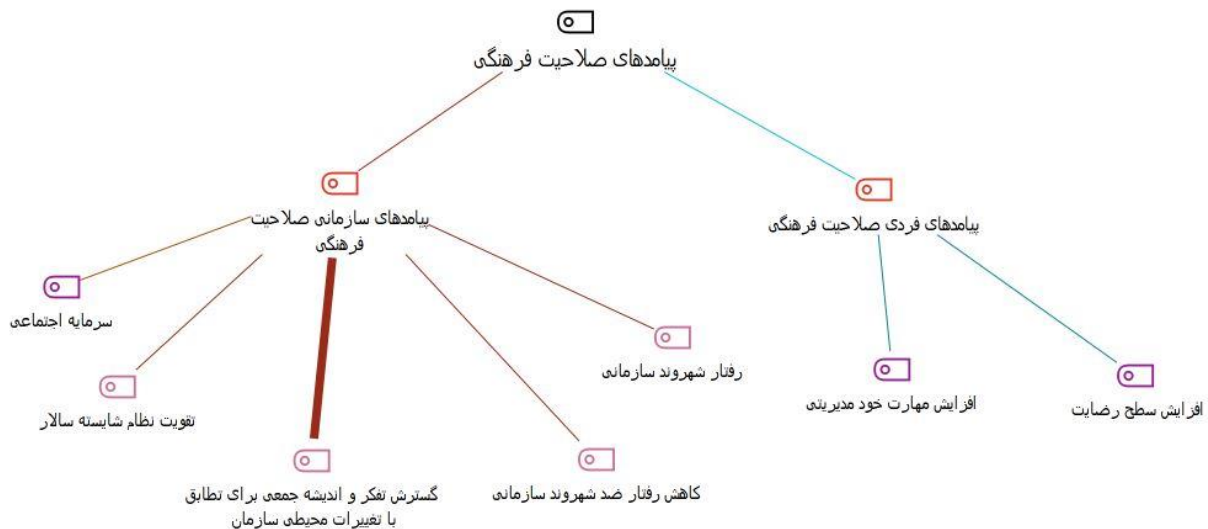 پیامدهای صلاحیت فرهنگی
پیامدهای فردی صلاحیت فرهنگی
پیامدهای سازمانی صلاحیت
فرهنگی
افزایش سطح رضایت
افزایش مهارت خود مدیریتی
رفتار شهروند سازمانی
کاهش رفتار ضد شهروند سازمانی
گسترش تفکر و اندیشه جمعی برای تطابق
با تغییرات محیطی سازمان
تقویت نظام شایسته سالار
سرمایه اجتماعی